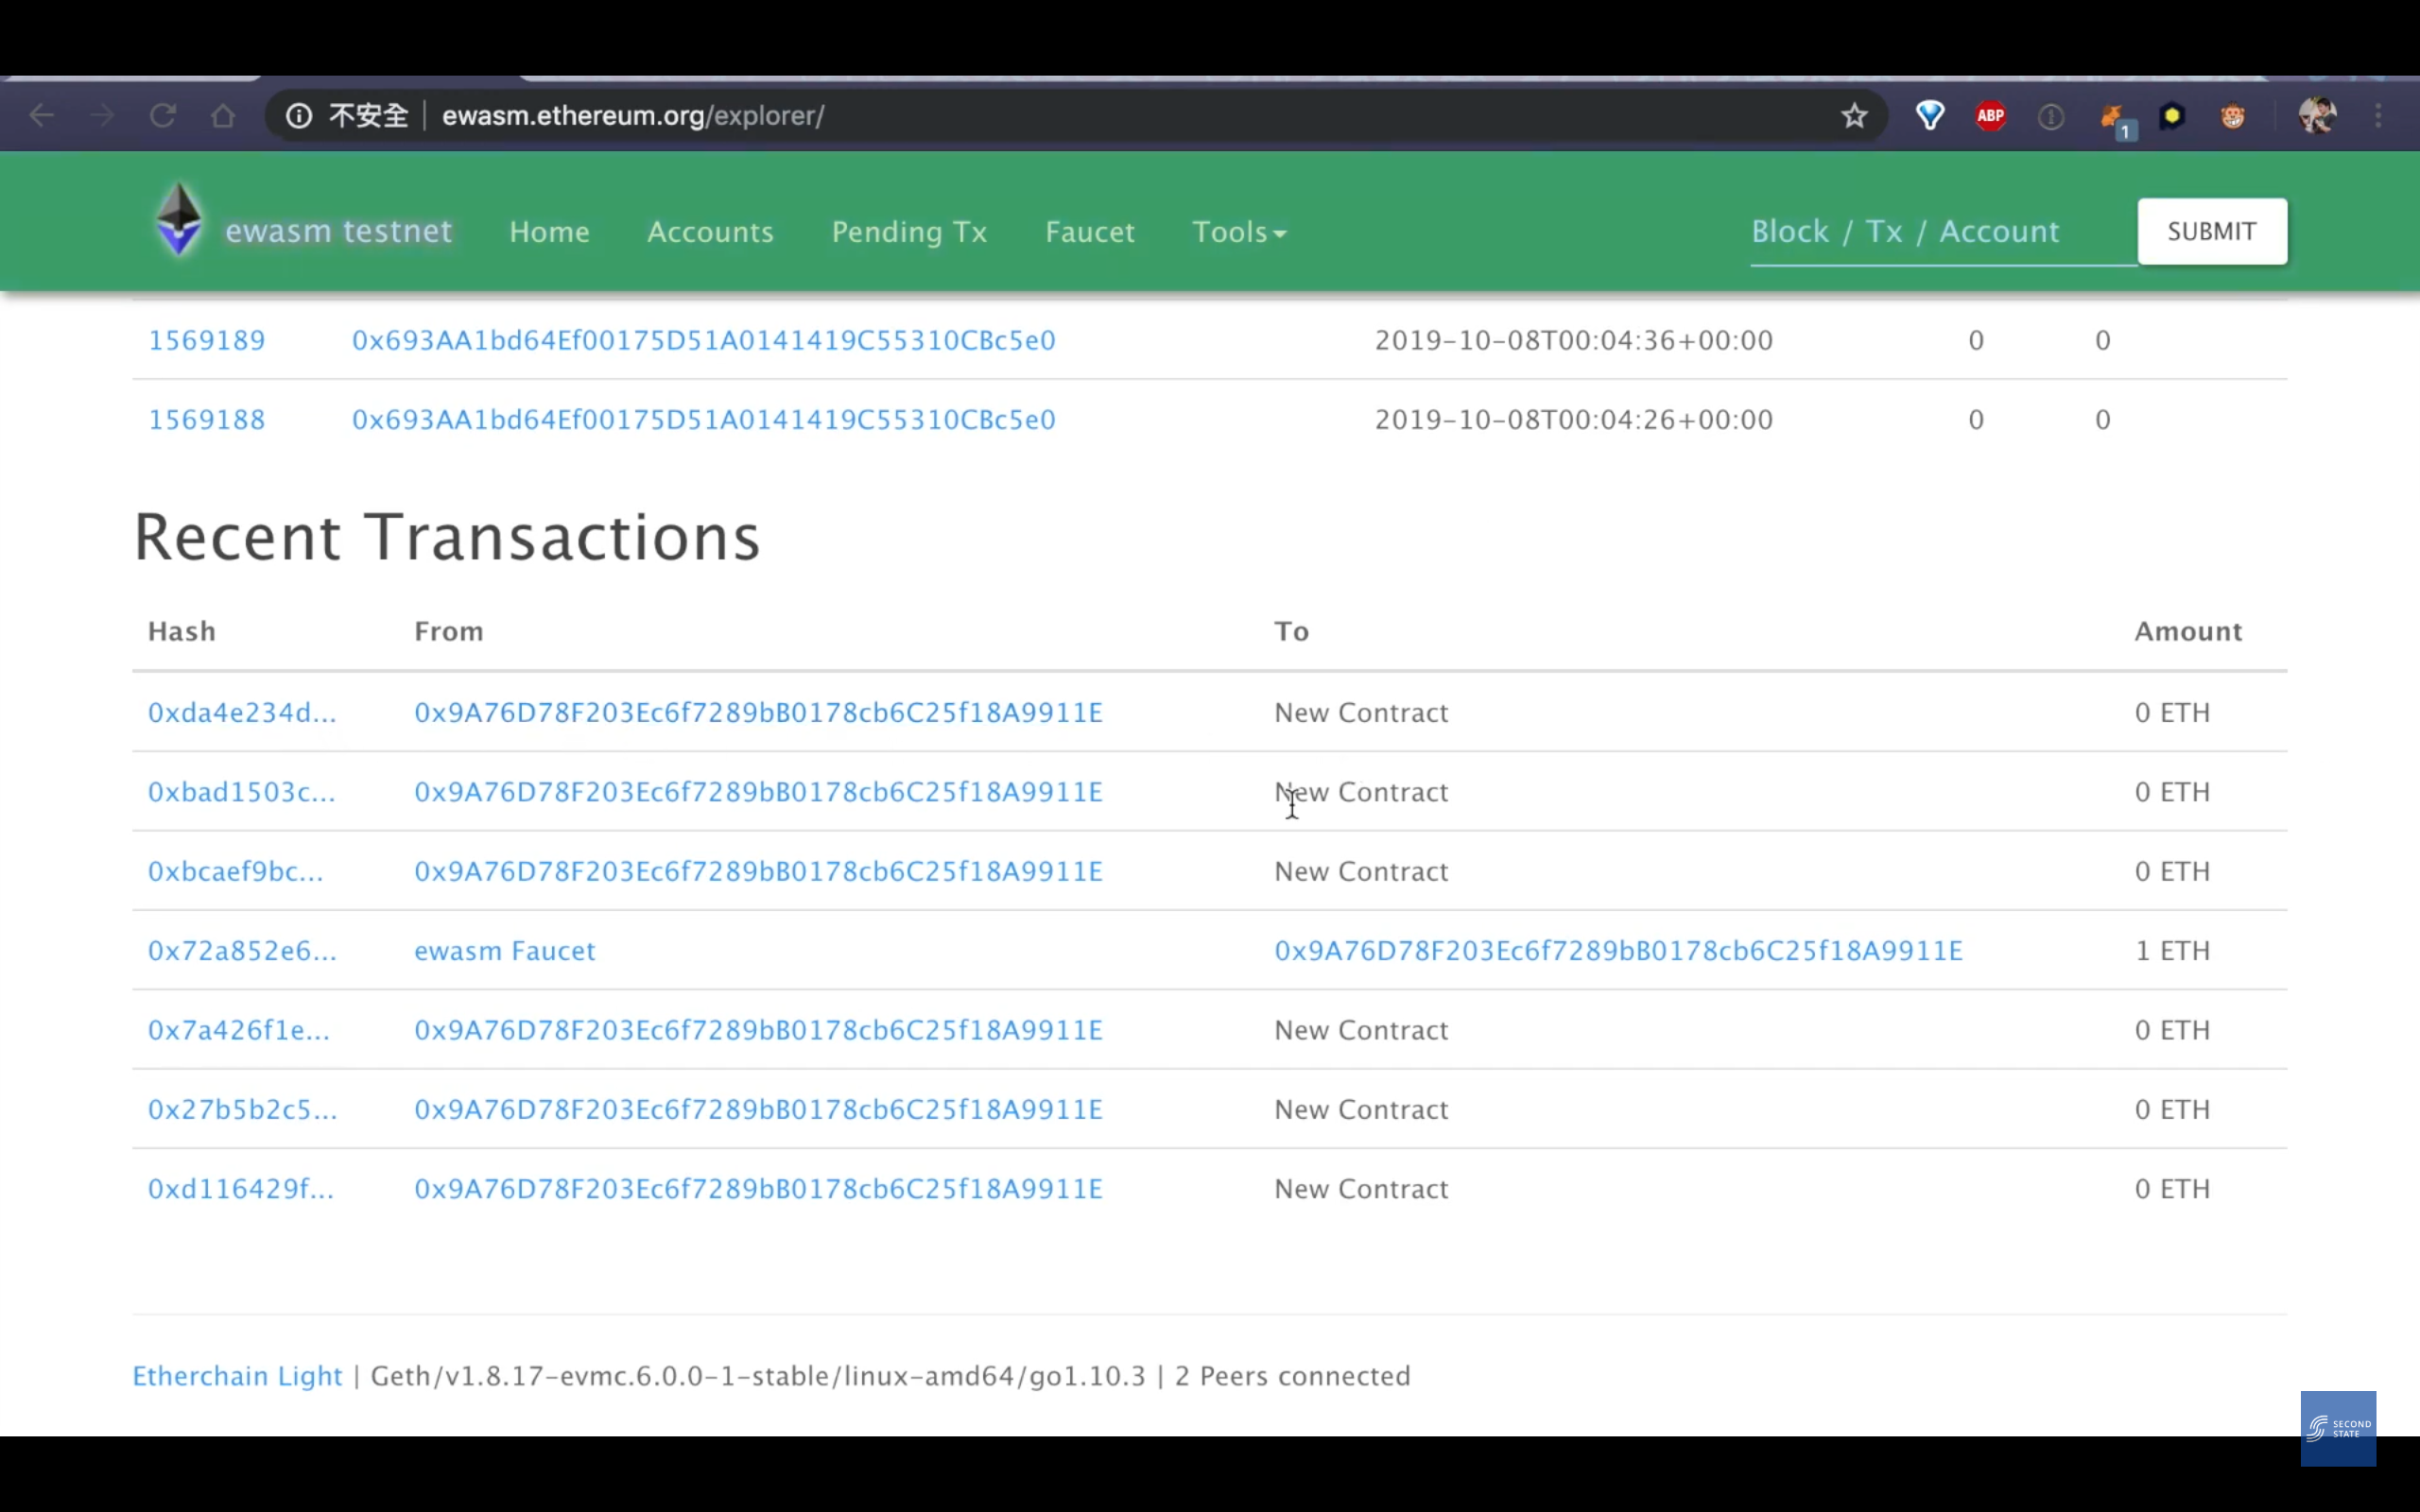 不安全 ewasm.ethereum.org/explorer/
ABP
1
ewasm testnet Home Accounts Pending Tx Faucet Tools Block / Tx / Account SUBMIT
1569189 0x693AA1bd64Ef00175D51A0141419C55310CBc5e0 2019-10-08T00:04:36+00:00 0 0
1569188 0x693AA1bd64Ef00175D51A0141419C55310CBc5e0 2019-10-08T00:04:26+00:00 0 0
Recent Transactions
Hash From To Amount
0xda4e234d... 0x9A76D78F203Ec6f7289bB0178cb6C25f18A9911E New Contract 0 ETH
0xbad1503c... 0x9A76D78F203Ec6f7289bB0178cb6C25f18A9911E New Contract 0 ETH
0xbcaef9bc... 0x9A76D78F203Ec6f7289bB0178cb6C25f18A9911E New Contract 0 ETH
0x72a852e6... ewasm Faucet 0x9A76D78F203Ec6f7289bB0178cb6C25f18A9911E 1 ETH
0x7a426f1e... 0x9A76D78F203Ec6f7289bB0178cb6C25f18A9911E New Contract 0 ETH
0x27b5b2c5... 0x9A76D78F203Ec6f7289bB0178cb6C25f18A9911E New Contract 0 ETH
0xd116429f... 0x9A76D78F203Ec6f7289bB0178cb6C25f18A9911E New Contract 0 ETH
Etherchain Light | Geth/v1.8.17-evmc.6.0.0-1-stable/linux-amd64/go1.10.3 | 2 Peers connected
SECOND
STATE